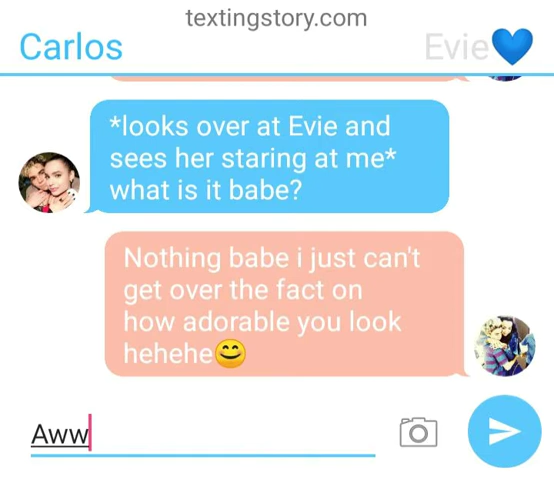 textingstory.com
Carlos
Evie💙
*looks over at Evie and
sees her staring at me*
what is it babe?
Nothing babe i just can't
get over the fact on
how adorable you look
hehehe😊
Aww